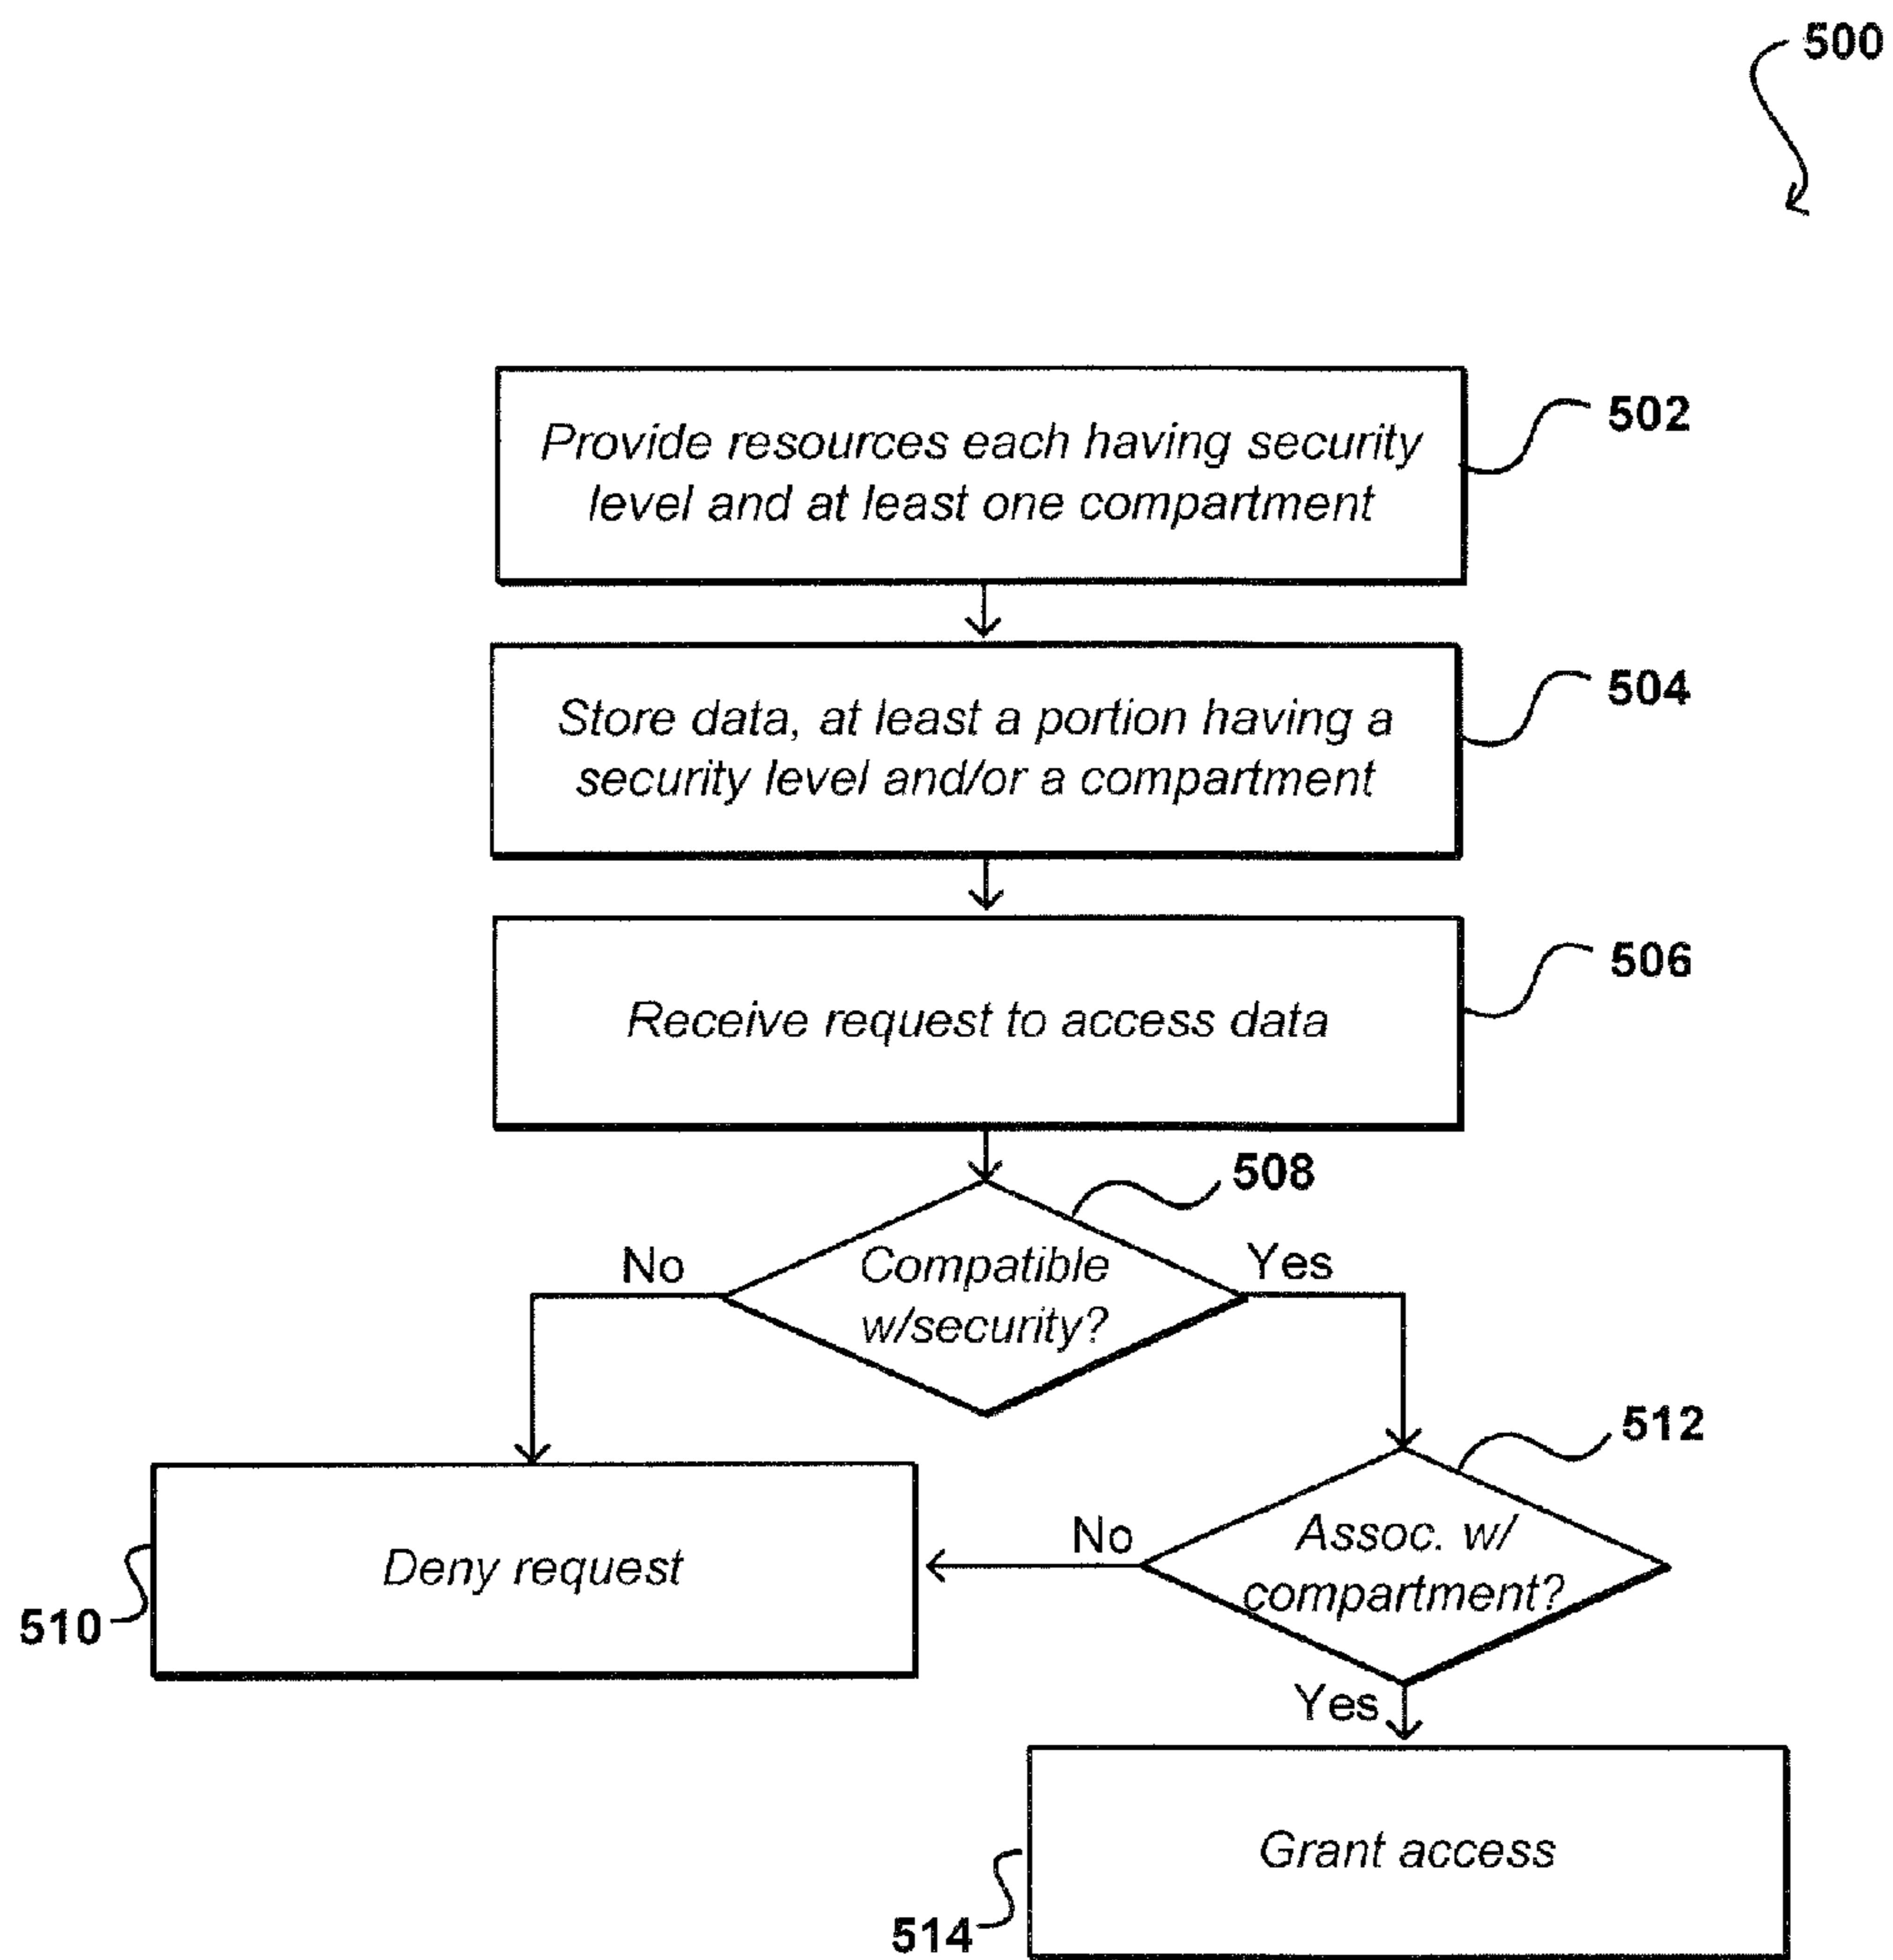 500
Provide resources each having security
level and at least one compartment
502
Store data, at least a portion having a
security level and/or a compartment
504
Receive request to access data
506
508
Compatible
w/security?
No
Yes
512
Assoc. w/
compartment?
No
Deny request
510
Yes
Grant access
514